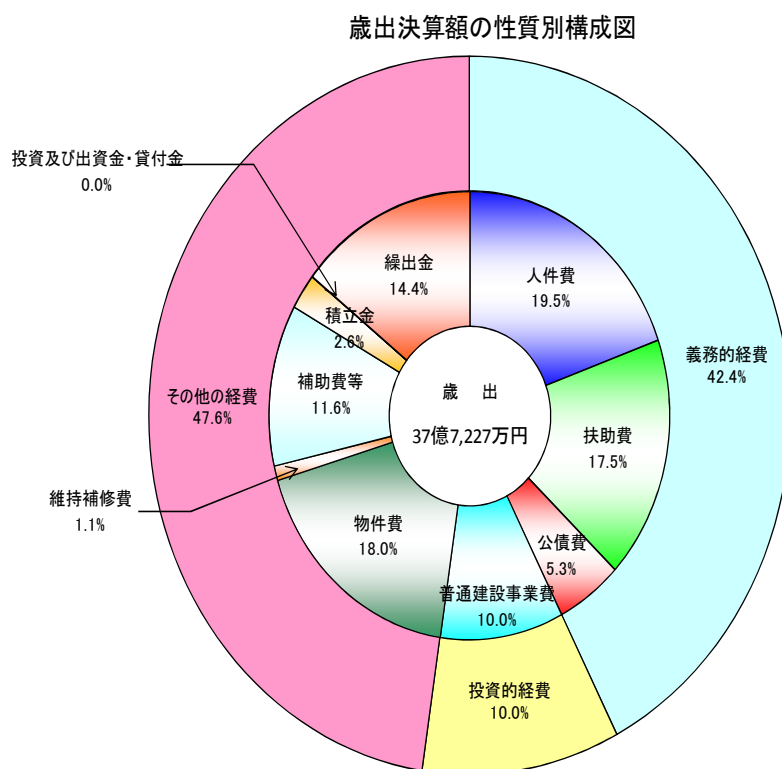 歳出決算額の性質別構成図
投資及び出資金・貸付金
0.0%
繰出金
14.4%
人件費
19.5%
積立金
2.6%
義務的経費
42.4%
補助費等
11.6%
その他の経費
47.6%
歳 出
37億7,227万円
扶助費
17.5%
維持補修費
1.1%
物件費
18.0%
公債費
5.3%
普通建設事業費
10.0%
投資的経費
10.0%